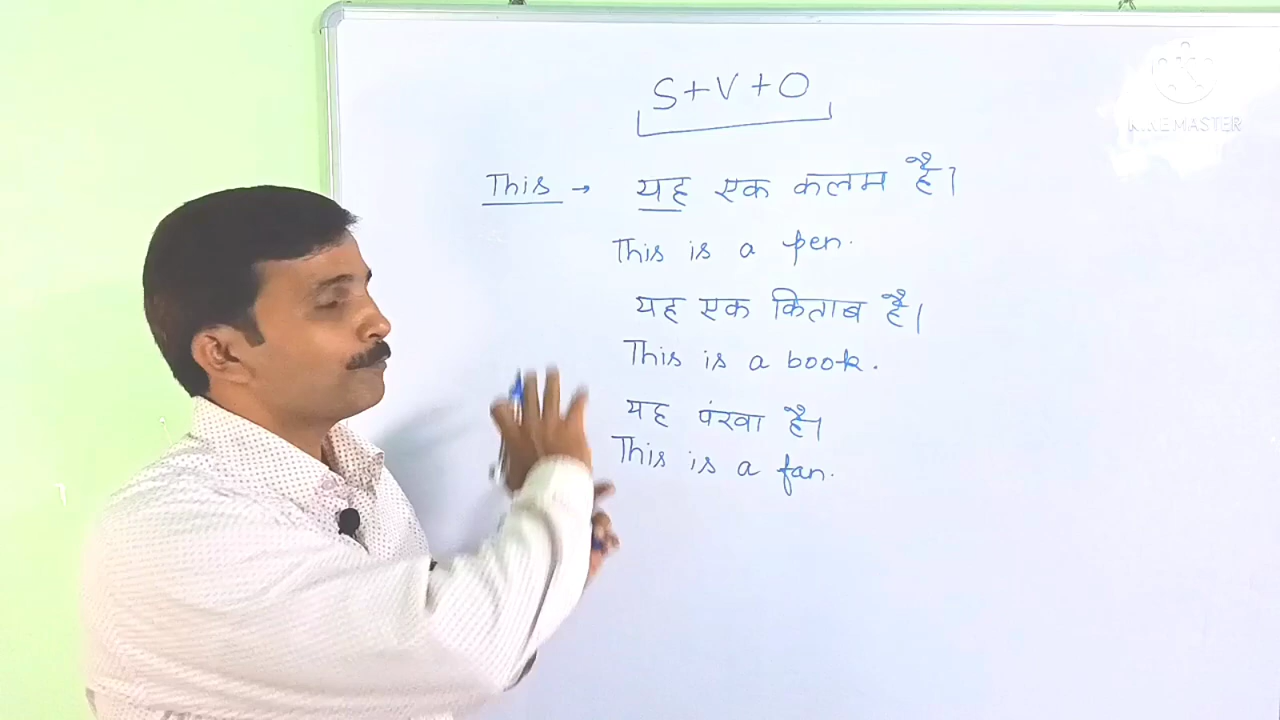 S+V+O
This → यह एक कलम है।
This is a pen.
यह एक किताब है।
This is a book.
यह पंखा है।
This is a fan.
KINEMASTER